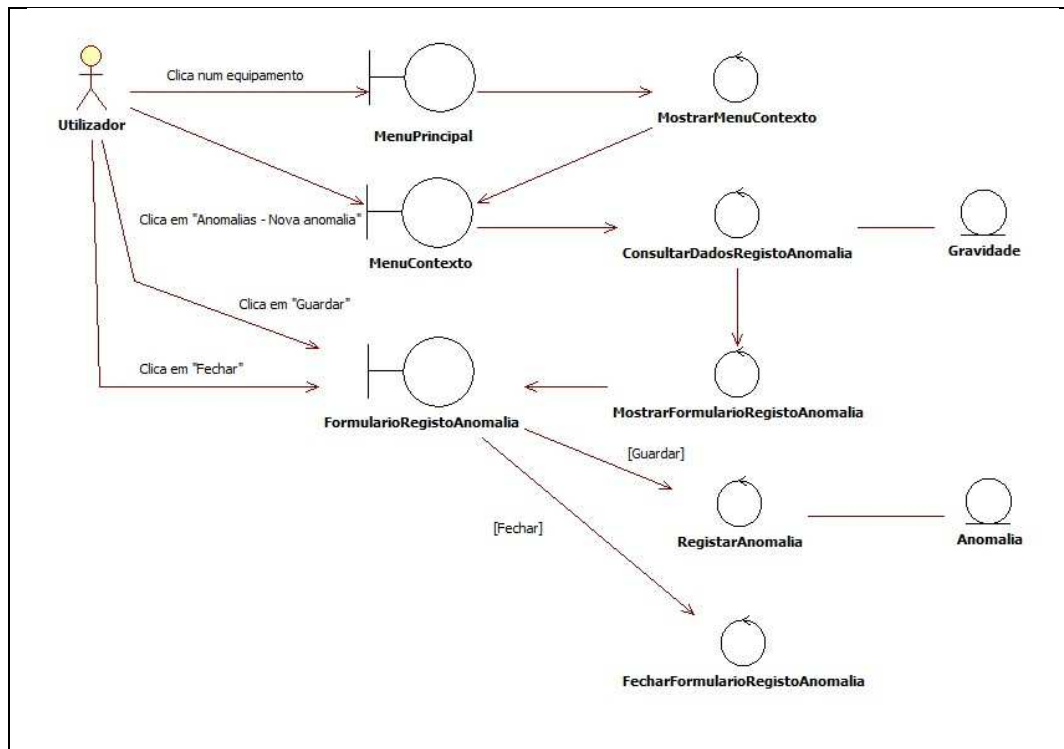 Clica num equipamento
Utilizador
MenuPrincipal
MostrarMenuContexto
Clica em "Anomalias - Nova anomalia"
MenuContexto
ConsultarDadosRegistoAnomalia
Gravidade
Clica em "Guardar"
Clica em "Fechar"
FormularioRegistoAnomalia
MostrarFormularioRegistoAnomalia
[Guardar]
[Fechar]
RegistarAnomalia
Anomalia
FecharFormularioRegistoAnomalia